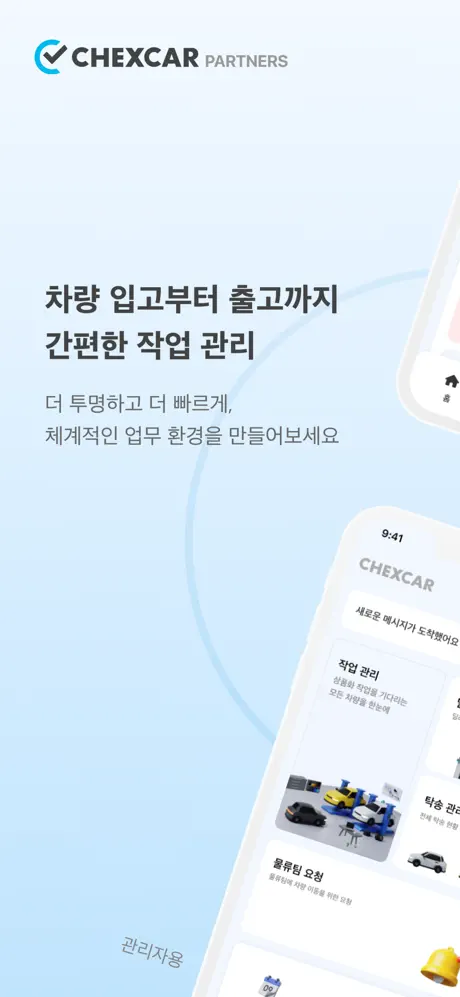 CHEXCAR PARTNERS
차량 입고부터 출고까지
간편한 작업 관리
더 투명하고 더 빠르게,
체계적인 업무 환경을 만들어보세요
홈
9:41
CHEXCAR
새로운 메시지가 도착했어요
작업 관리
상품화 작업을 기다리는
모든 차량을 한눈에
탁송 관리
전체 탁송 현황
물류팀 요청
물류팀에 차량 이동을 위한 요청
관리자용
09